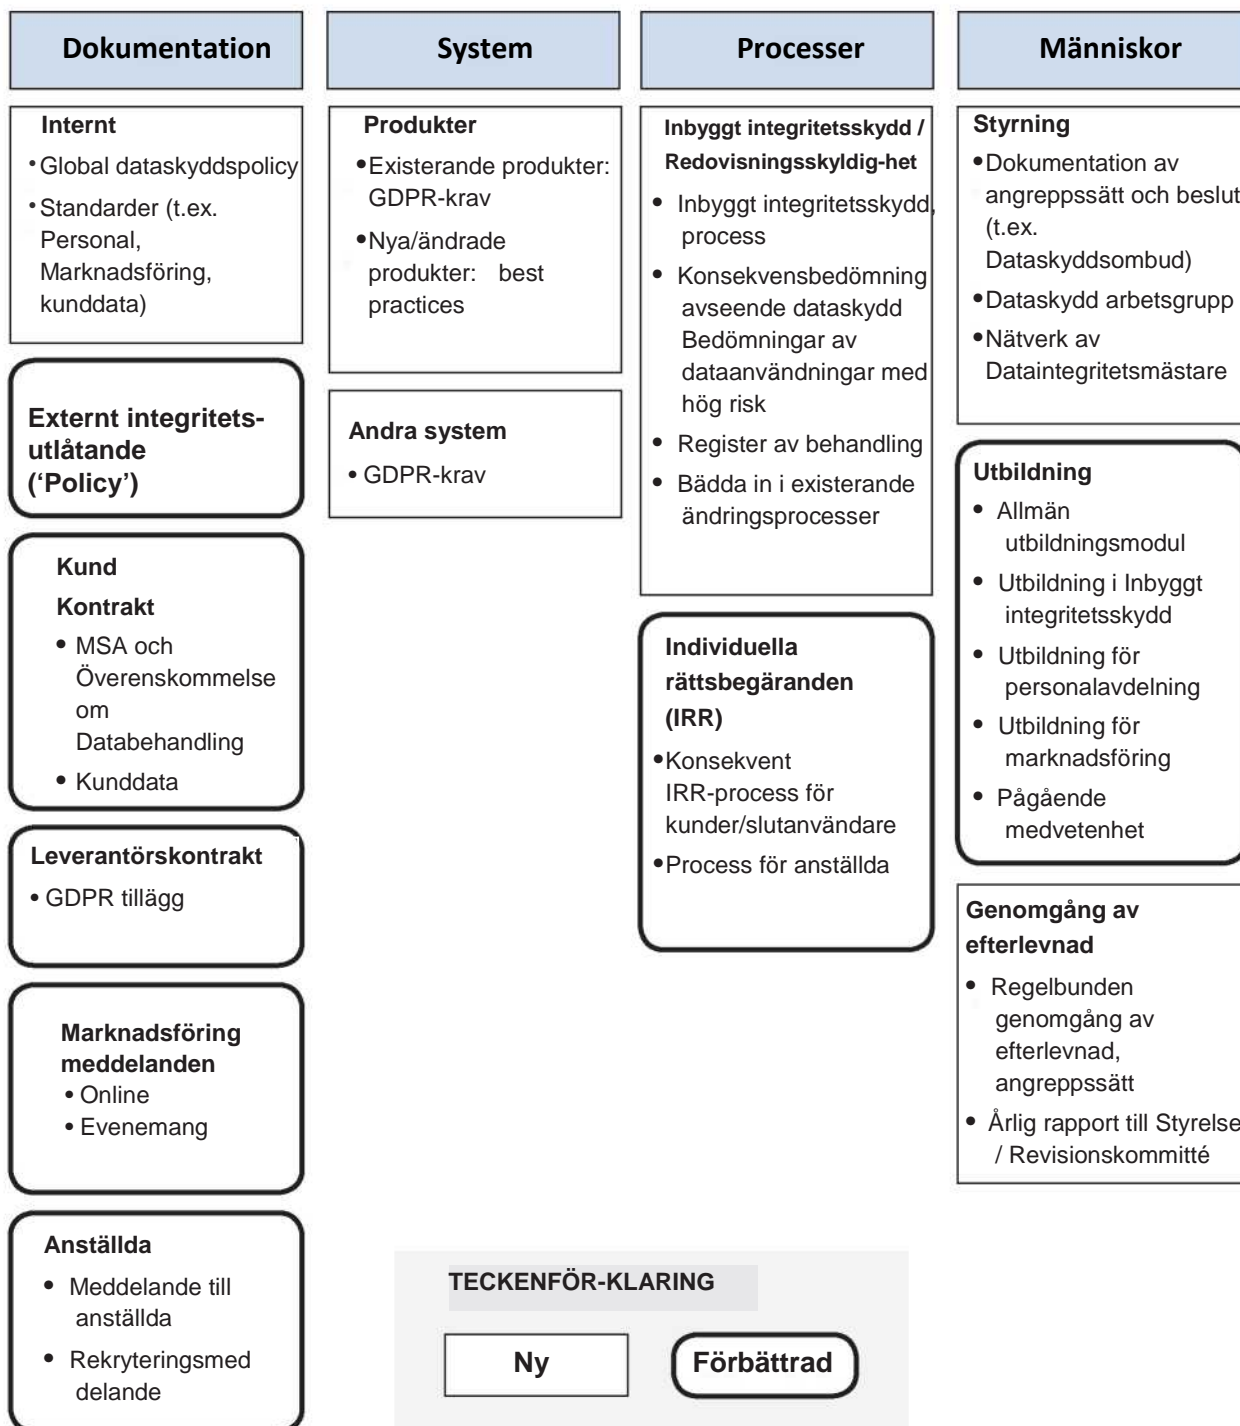 Dokumentation
Internt
•Global dataskyddspolicy
•Standarder (t.ex.
Personal,
Marknadsföring,
kunddata)
Externt integritets-
utlåtande
(‘Policy’)
Kund
Kontrakt
• MSA och
Överenskommelse
om
Databehandling
• Kunddata
Leverantörskontrakt
• GDPR tillägg
Marknadsföring
meddelanden
• Online
• Evenemang
Anställda
• Meddelande till
anställda
• Rekryteringsmed
delande
System
Produkter
•Existerande produkter:
GDPR-krav
•Nya/ändrade
produkter: best
practices
Andra system
• GDPR-krav
Processer
Inbyggt integritetsskydd /
Redovisningsskyldig-het
• Inbyggt integritetsskydd,
process
• Konsekvensbedömning
avseende dataskydd
Bedömningar av
dataanvändningar med
hög risk
• Register av behandling
• Bädda in i existerande
ändringsprocesser
Individuella
rättsbegäranden
(IRR)
•Konsekvent
IRR-process för
kunder/slutanvändare
•Process för anställda
Människor
Styrning
•Dokumentation av
angreppssätt och beslut
(t.ex.
Dataskyddsombud)
•Dataskydd arbetsgrupp
•Nätverk av
Dataintegritetsmästare
Utbildning
• Allmän
utbildningsmodul
• Utbildning i Inbyggt
integritetsskydd
• Utbildning för
personalavdelning
• Utbildning för
marknadsföring
• Pågående
medvetenhet
Genomgång av
efterlevnad
• Regelbunden
genomgång av
efterlevnad,
angreppssätt
• Årlig rapport till Styrelse
/ Revisionskommitté
TECKENFÖR-KLARING
Ny
Förbättrad